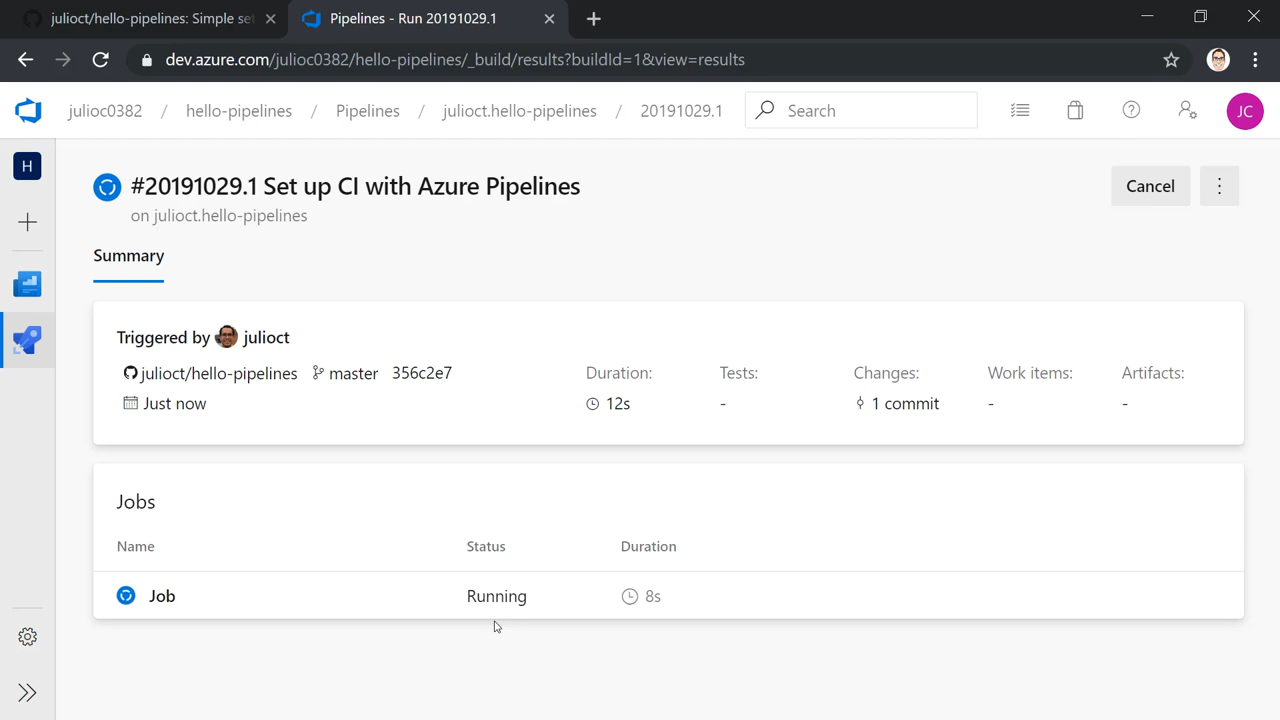 julioct/hello-pipelines: Simple set
Pipelines - Run 20191029.1
dev.azure.com/julioc0382/hello-pipelines/_build/results?buildId=1&view=results
julioc0382 / hello-pipelines / Pipelines / julioct.hello-pipelines / 20191029.1
Search
JC
H
#20191029.1 Set up CI with Azure Pipelines
on julioct.hello-pipelines
Cancel
Summary
Triggered by julioct
julioct/hello-pipelines master 356c2e7
Just now
Duration: Tests: Changes: Work items: Artifacts:
12s - 1 commit - -
Jobs
Name Status Duration
Job Running 8s